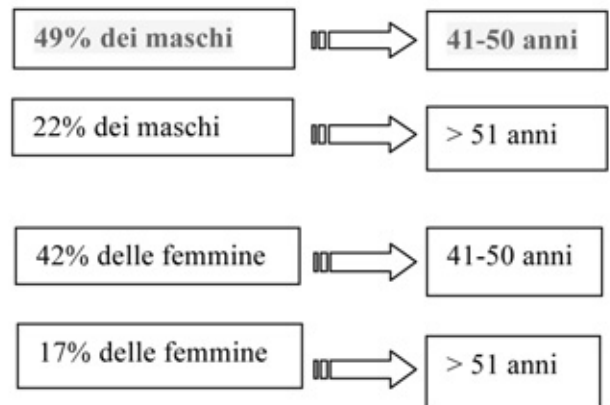 49% dei maschi 41-50 anni
22% dei maschi > 51 anni
42% delle femmine 41-50 anni
17% delle femmine > 51 anni